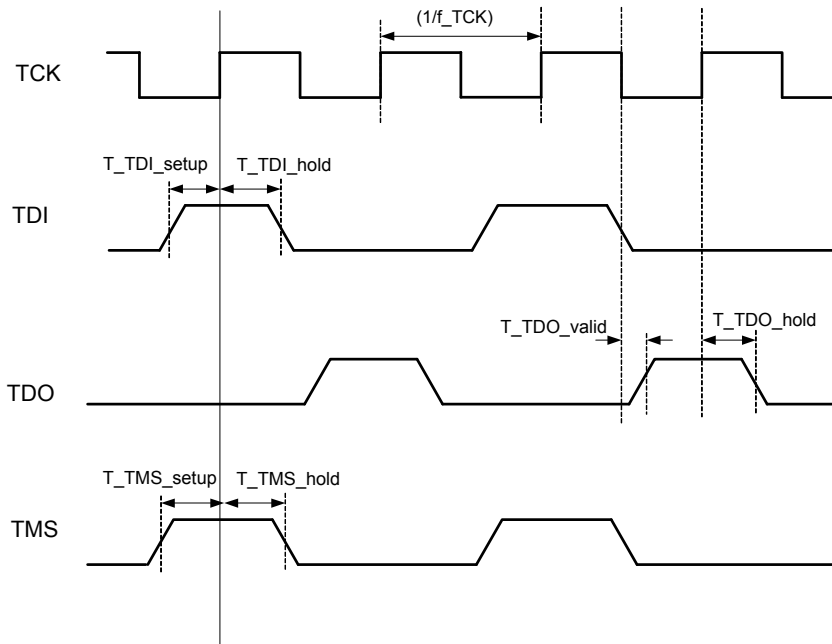 (1/f_TCK)
TCK
T_TDI_setup
T_TDI_hold
TDI
T_TDO_valid
T_TDO_hold
TDO
T_TMS_setup
T_TMS_hold
TMS